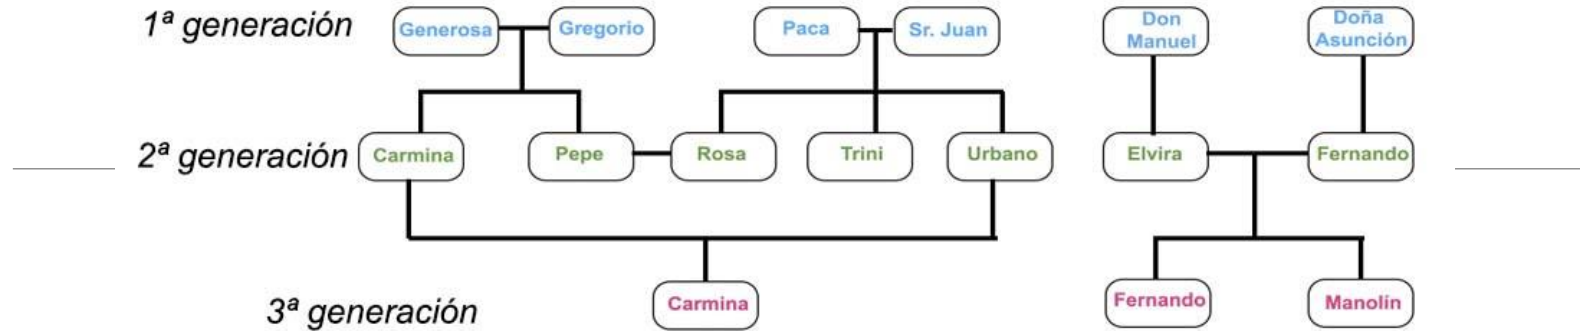 1ª generación
Generosa
Gregorio
Paca
Sr. Juan
Don
Manuel
Doña
Asunción
2ª generación
Carmina
Pepe
Rosa
Trini
Urbano
Elvira
Fernando
3ª generación
Carmina
Fernando
Manolín